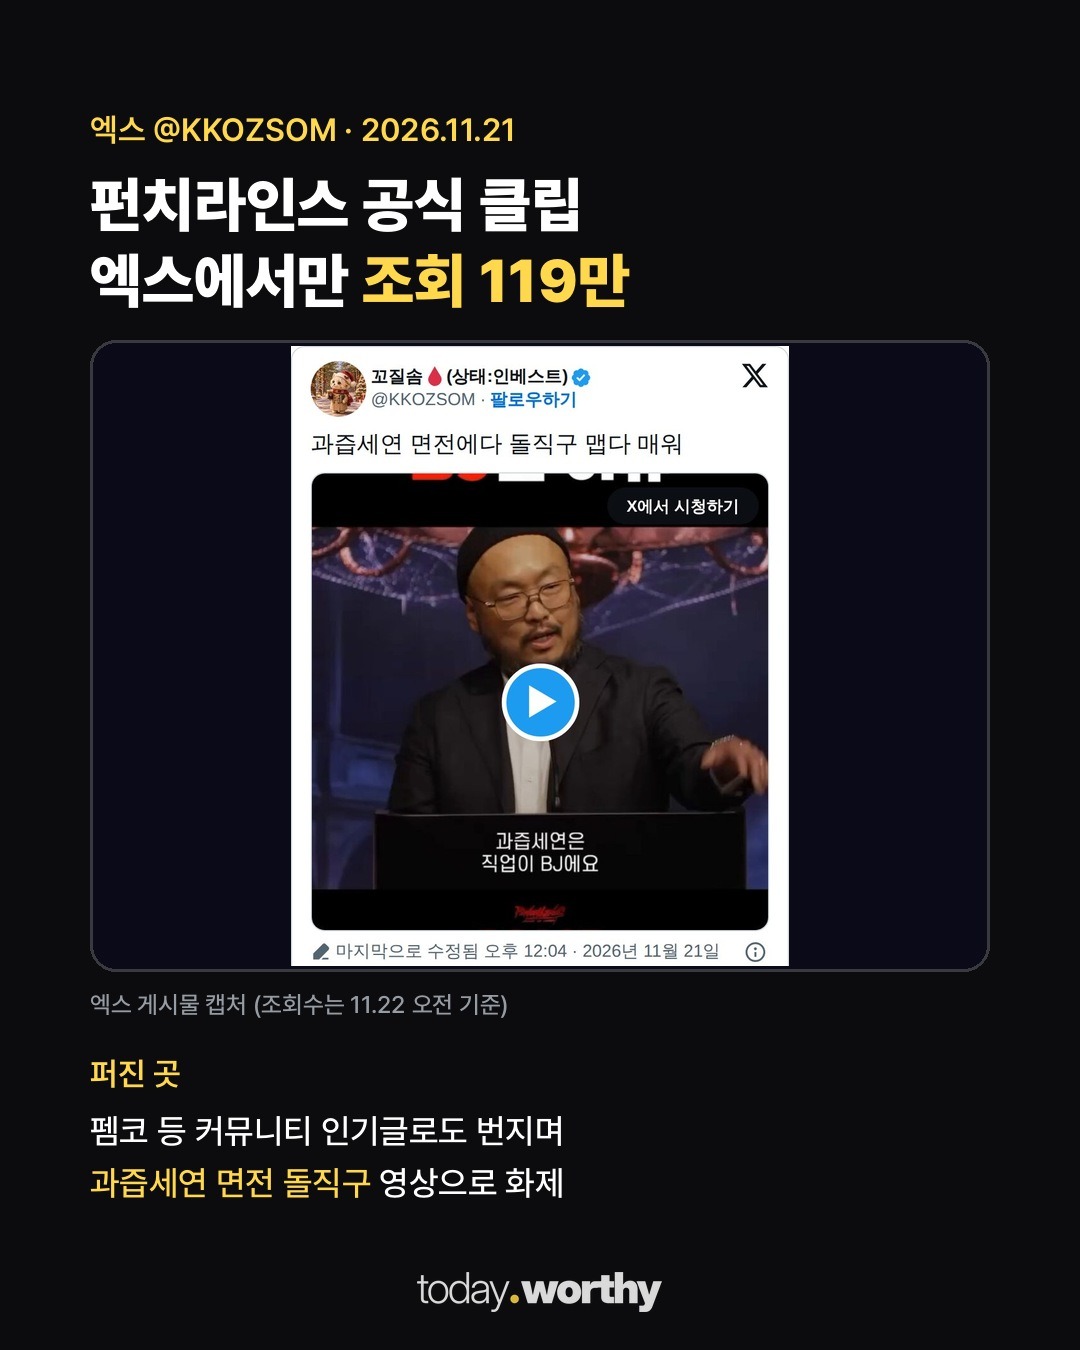 엑스 @KKOZSOM · 2026.11.21
펀치라인스 공식 클립
엑스에서만 조회 119만
꼬질솜🩸(상태:인베스트)
@KKOZSOM · 팔로우하기
과즙세연 면전에다 돌직구 맵다 매워
X에서 시청하기
과즙세연은
직업이 BJ에요
마지막으로 수정됨 오후 12:04 · 2026년 11월 21일
엑스 게시물 캡처 (조회수는 11.22 오전 기준)
퍼진 곳
펨코 등 커뮤니티 인기글로도 번지며
과즙세연 면전 돌직구 영상으로 화제
today.worthy